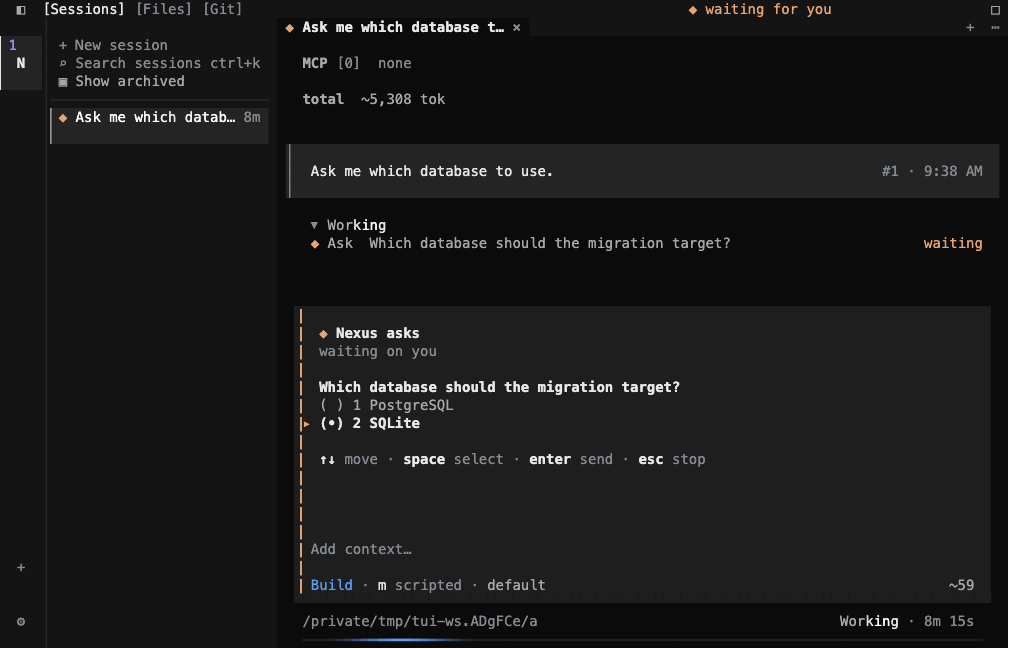 [Sessions] [Files] [Git] ◆ waiting for you
◆ Ask me which database t… × + …
1 + New session
N ⌕ Search sessions ctrl+k
▣ Show archived
◆ Ask me which datab… 8m
MCP [0] none
total ~5,308 tok
Ask me which database to use. #1 · 9:38 AM
▼ Working
◆ Ask Which database should the migration target? waiting
◆ Nexus asks
waiting on you
Which database should the migration target?
( ) 1 PostgreSQL
▸ (•) 2 SQLite
↑↓ move · space select · enter send · esc stop
Add context…
Build · m scripted · default ~59
/private/tmp/tui-ws.ADgFCe/a Working · 8m 15s
+
⚙